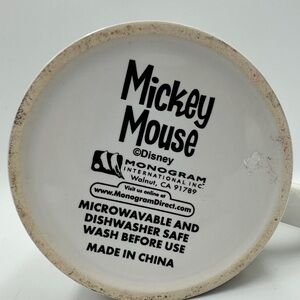 Mickey
Mouse
©Disney
MONOGRAM
INTERNATIONAL INC
Walnut, CA 91789
Visit us online at
www.MonogramDirect.com
MICROWAVABLE AND
DISHWASHER SAFE
WASH BEFORE USE
MADE IN CHINA